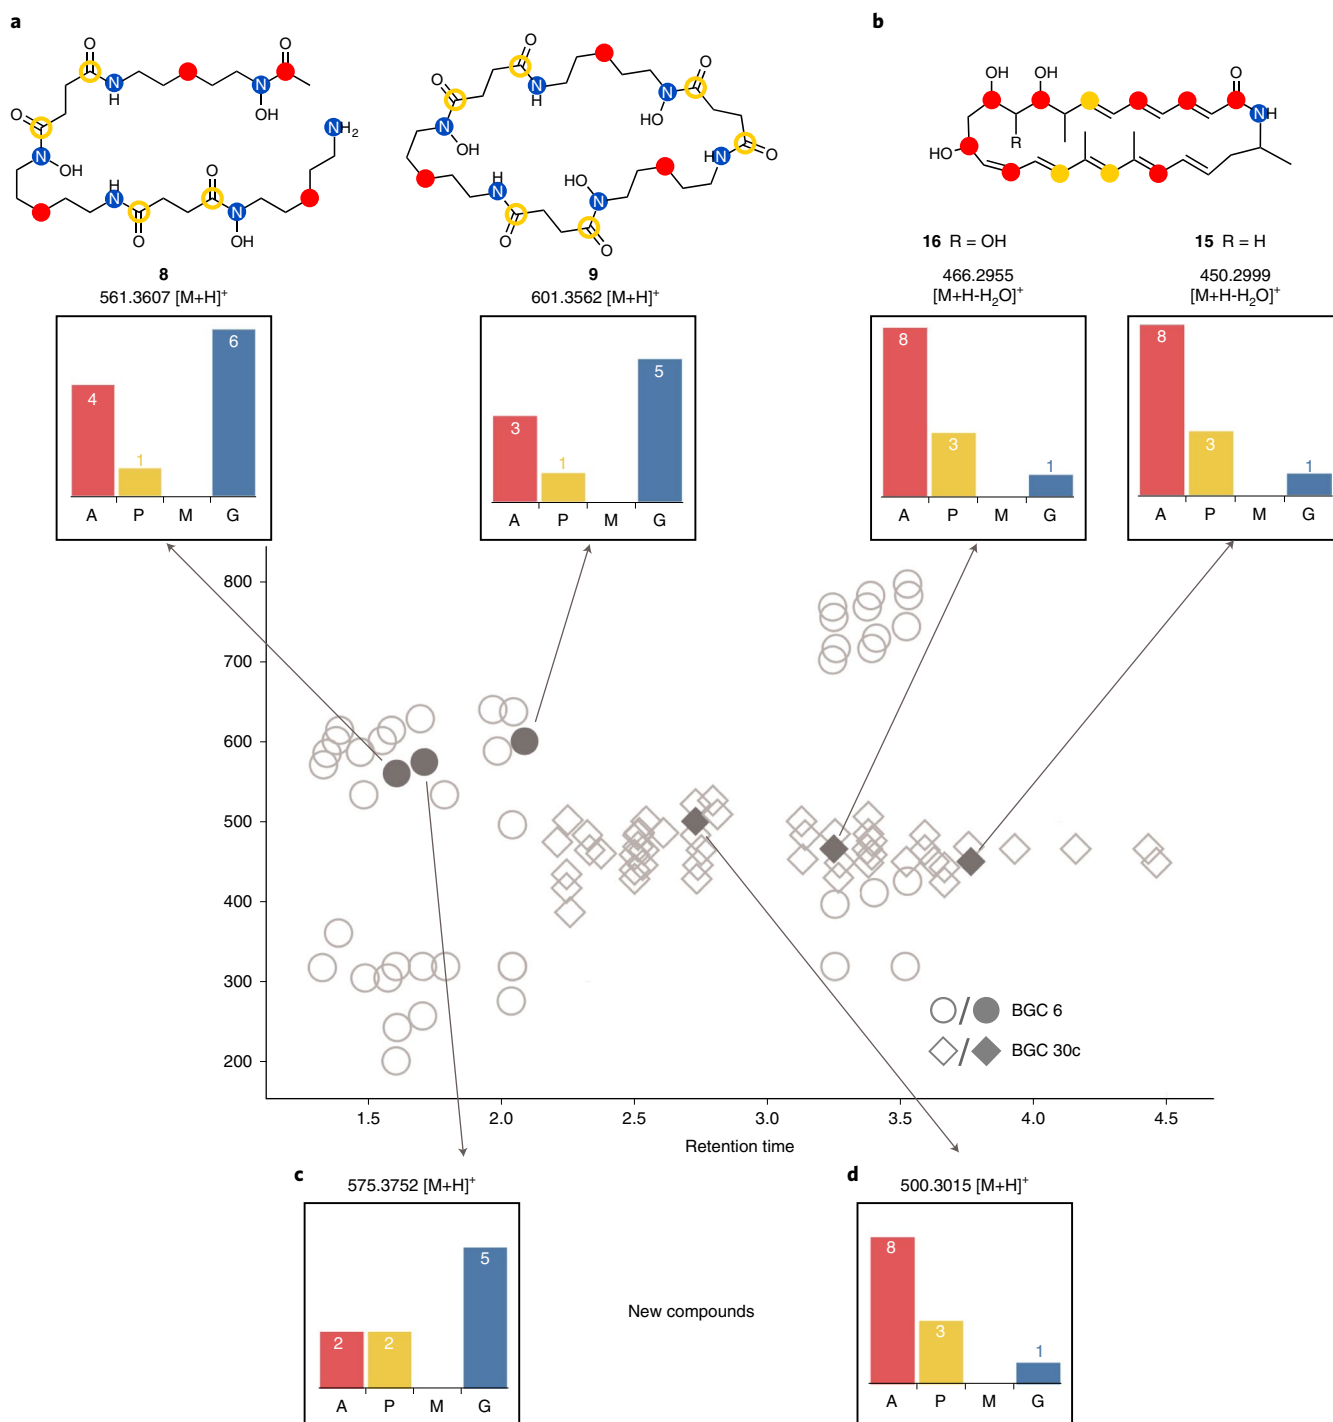 a
b
O
N
H
O
N
OH
O
N
OH
H
N
O
O
N
OH
NH2
O
N
H
O
N
OH
O
N
HO
O
HN
HO
N
O
O
H
N
OH
OH
O
NH
R
HO
8
561.3607 [M+H]+
9
601.3562 [M+H]+
16 R = OH
466.2955
[M+H-H2O]+
15 R = H
450.2999
[M+H-H2O]+
4
1
6
A P M G
3
1
5
A P M G
8
3
1
A P M G
8
3
1
A P M G
800
700
600
500
400
300
200
BGC 6
BGC 30c
1.5 2.0 2.5 3.0 3.5 4.0 4.5
Retention time
c
575.3752 [M+H]+
2
2
5
A P M G
New compounds
d
500.3015 [M+H]+
8
3
1
A P M G